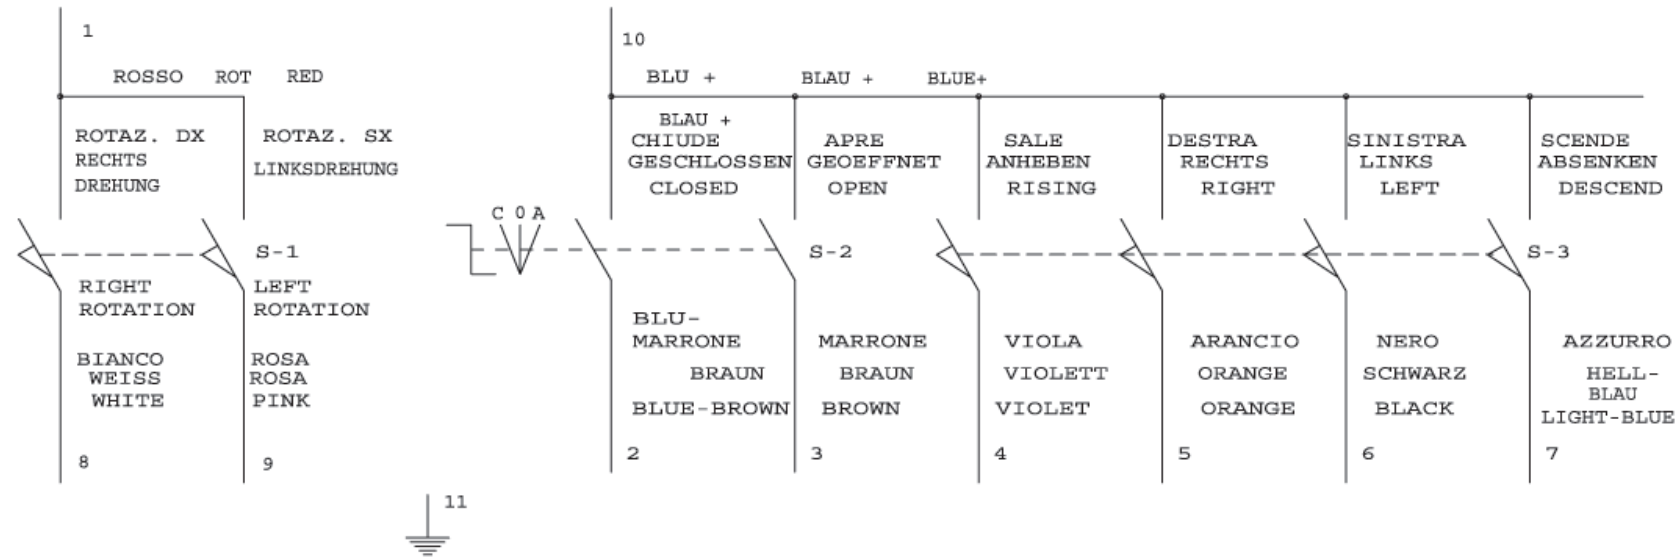 1
ROSSO ROT RED
ROTAZ. DX
RECHTS
DREHUNG
ROTAZ. SX
LINKSDREHUNG
S-1
RIGHT
ROTATION
LEFT
ROTATION
BIANCO
WEISS
WHITE
ROSA
ROSA
PINK
8
9
11
10
BLU + BLAU + BLUE+
BLAU +
CHIUDE
GESCHLOSSEN
CLOSED
APRE
GEOEFFNET
OPEN
SALE
ANHEBEN
RISING
DESTRA
RECHTS
RIGHT
SINISTRA
LINKS
LEFT
SCENDE
ABSENKEN
DESCEND
C 0 A
S-2
S-3
BLU-
MARRONE
BRAUN
BLUE-BROWN
MARRONE
BRAUN
BROWN
VIOLA
VIOLETT
VIOLET
ARANCIO
ORANGE
ORANGE
NERO
SCHWARZ
BLACK
AZZURRO
HELL-
BLAU
LIGHT-BLUE
2
3
4
5
6
7